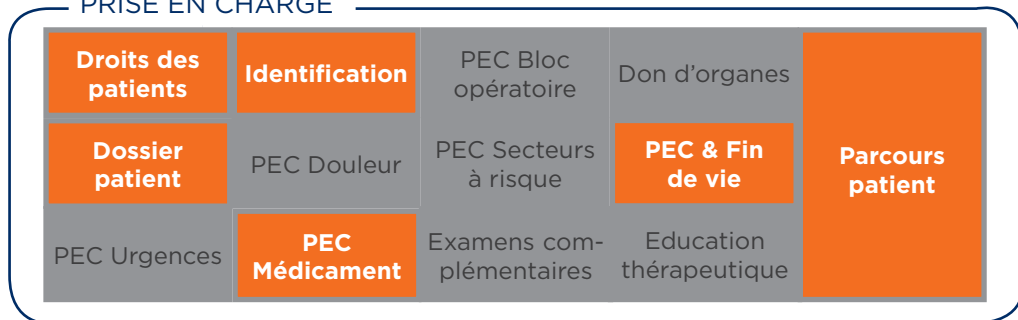 PRISE EN CHARGE
Droits des
patients
Identification
PEC Bloc
opératoire
Don d'organes
Dossier
patient
PEC Douleur
PEC Secteurs
à risque
PEC & Fin
de vie
Parcours
patient
PEC Urgences
PEC
Médicament
Examens com-
plémentaires
Education
thérapeutique